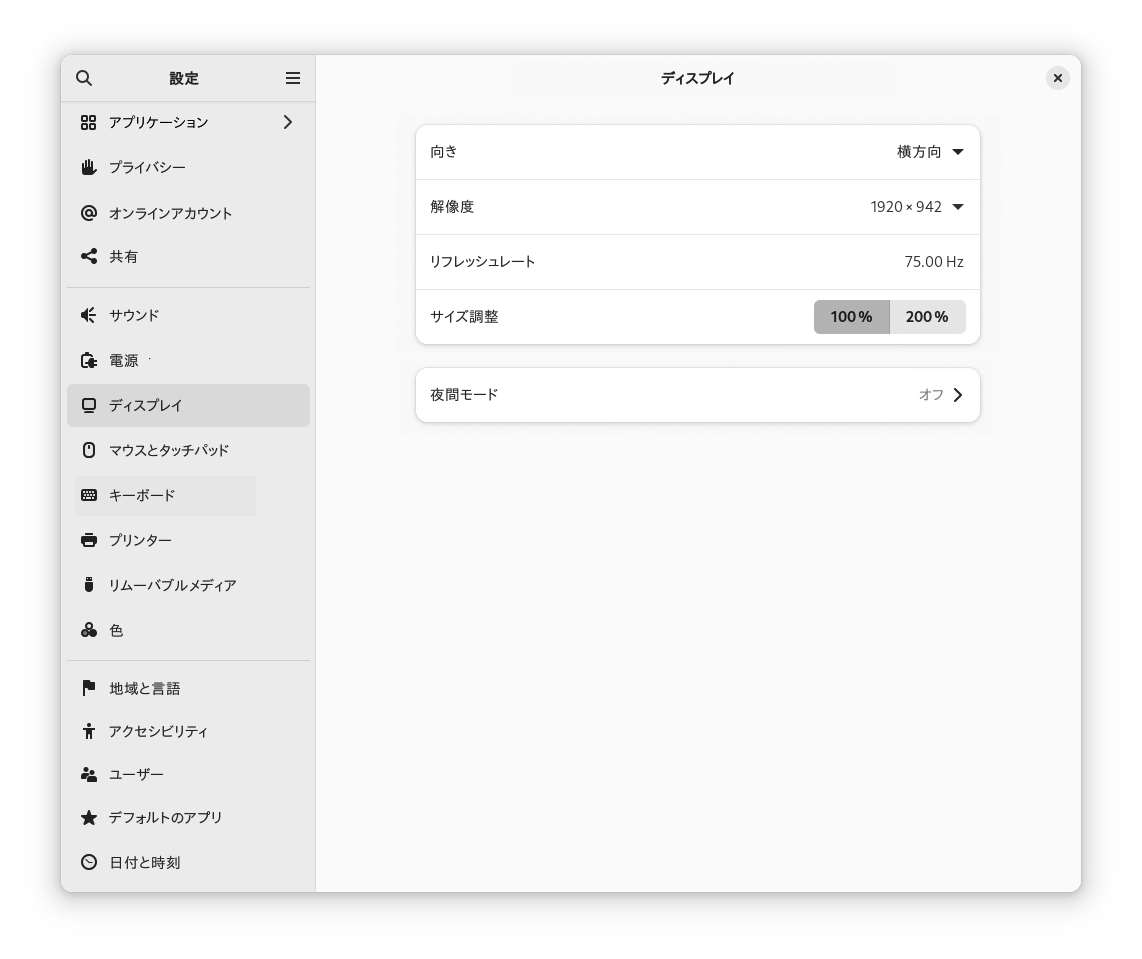 設定
アプリケーション
プライバシー
オンラインアカウント
共有
サウンド
電源
ディスプレイ
マウスとタッチパッド
キーボード
プリンター
リムーバブルメディア
色
地域と言語
アクセシビリティ
ユーザー
デフォルトのアプリ
日付と時刻
ディスプレイ
向き 横方向
解像度 1920 × 942
リフレッシュレート 75.00 Hz
サイズ調整 100 % 200 %
夜間モード オフ